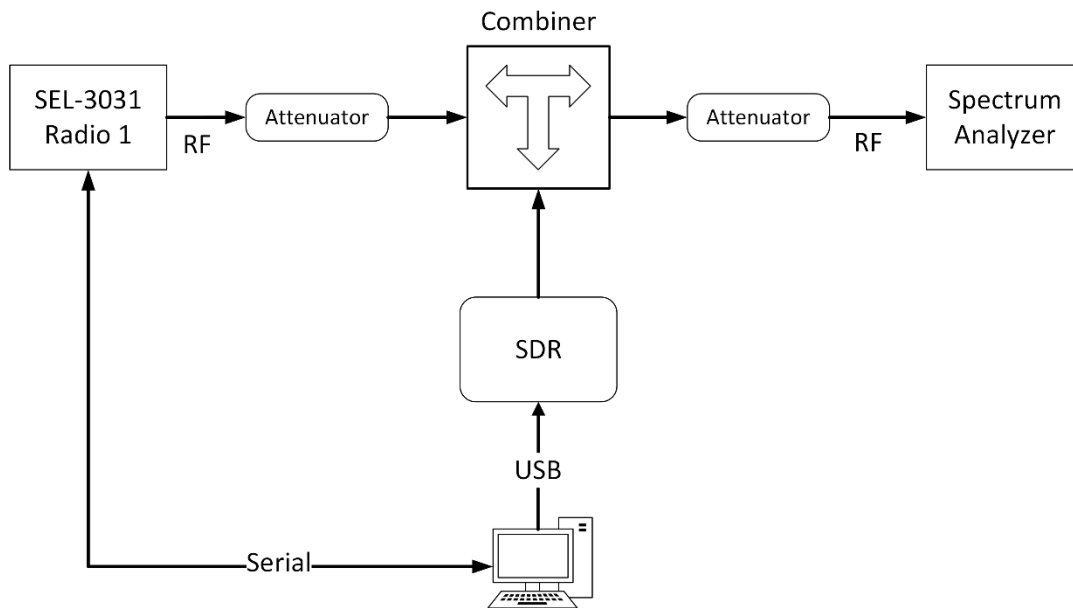 Combiner
SEL-3031
Radio 1
RF
Attenuator
Attenuator
RF
Spectrum
Analyzer
SDR
USB
Serial